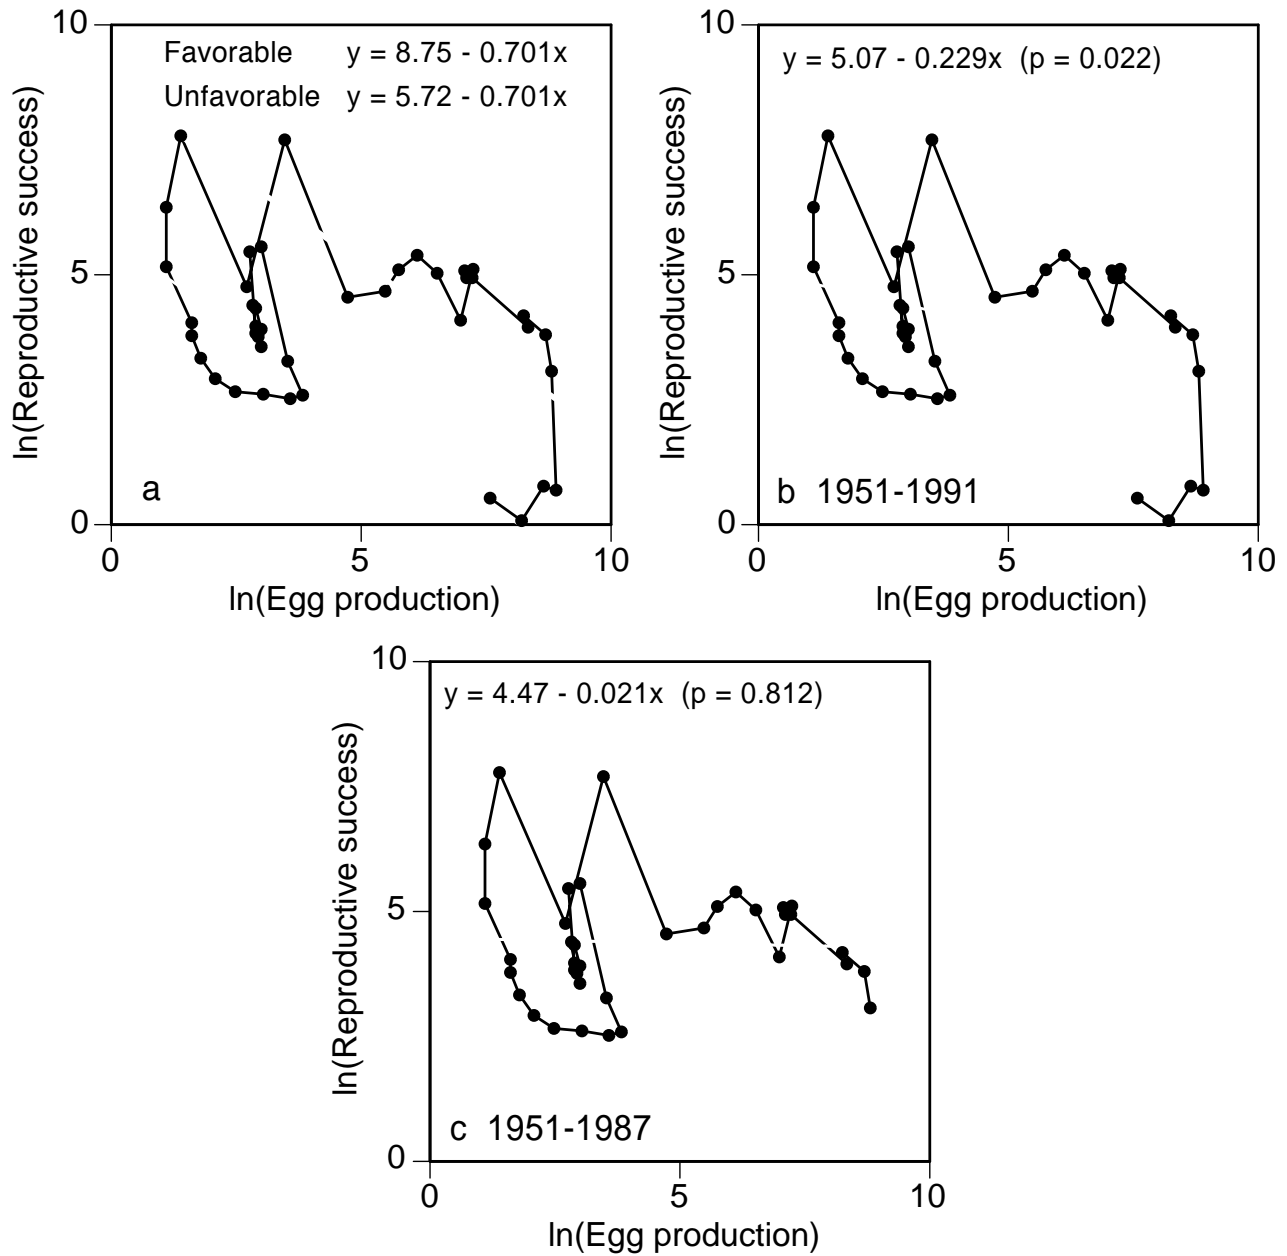 10
Favorable y = 8.75 - 0.701x
Unfavorable y = 5.72 - 0.701x
ln(Reproductive success)
5
a
0
0 5 10
ln(Egg production)
10
y = 5.07 - 0.229x (p = 0.022)
ln(Reproductive success)
5
b 1951-1991
0
0 5 10
ln(Egg production)
10
y = 4.47 - 0.021x (p = 0.812)
ln(Reproductive success)
5
c 1951-1987
0
0 5 10
ln(Egg production)